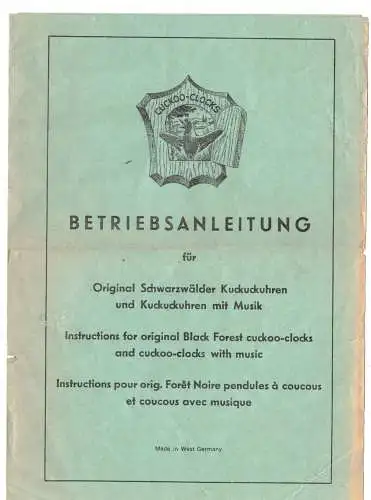 CUCKOO-CLOCKS
BETRIEBSANLEITUNG
für
Original Schwarzwälder Kuckuckuhren
und Kuckuckuhren mit Musik
Instructions for original Black Forest cuckoo-clocks
and cuckoo-clocks with music
Instructions pour orig. Forêt Noire pendules à coucous
et coucous avec musique
Made in West Germany